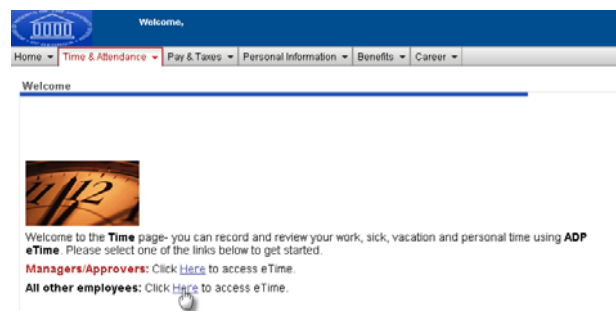 Welcome,
Home Time & Attendance Pay & Taxes Personal Information Benefits Career
Welcome
11 12
Welcome to the Time page- you can record and review your work, sick, vacation and personal time using ADP
eTime. Please select one of the links below to get started.
Managers/Approvers: Click Here to access eTime.
All other employees: Click Here to access eTime.